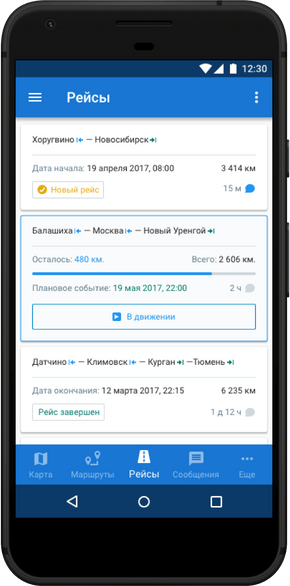 12:30
Рейсы
Хоругвино — Новосибирск
Дата начала: 19 апреля 2017, 08:00 3 414 км
Новый рейс 15 м
Балашиха — Москва — Новый Уренгой
Осталось: 480 км. Всего: 2 606 км.
Плановое событие: 19 мая 2017, 22:00 2 ч
В движении
Датчино — Климовск — Курган —Тюмень
Дата окончания: 12 марта 2017, 22:15 6 235 км
Рейс завершен 1 д 12 ч
Карта Маршруты Рейсы Сообщения Еще